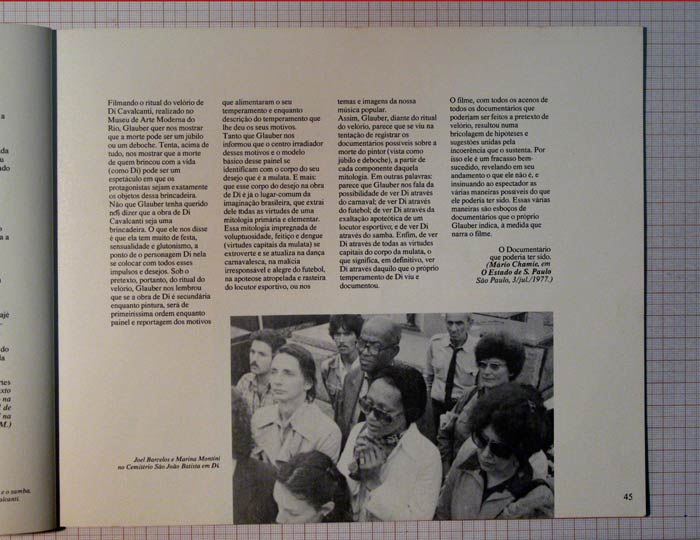 Filmando o ritual do velório de
Di Cavalcanti, realizado no
Museu de Arte Moderna do
Rio, Glauber quer nos mostrar
que a morte pode ser um júbilo
ou um deboche. Tenta, acima de
tudo, nos mostrar que a morte
de quem brincou com a vida
(como Di) pode ser um
espetáculo em que os
protagonistas sejam exatamente
os objetos dessa brincadeira.
Não que Glauber tenha querido
nos dizer que a obra de Di
Cavalcanti seja uma
brincadeira. O que ele nos disse
é que ela tem muito de festa,
sensualidade e glutonismo, a
ponto de o personagem Di nela
se colocar com todos esses
impulsos e desejos. Sob o
pretexto, portanto, do ritual do
velório, Glauber nos lembrou
que se a obra de Di é secundária
enquanto pintura, será de
primeiríssima ordem enquanto
painel e reportagem dos motivos
que alimentaram o seu
temperamento e enquanto
descrição do temperamento que
lhe deu os seus motivos.
Tanto que Glauber nos
informou que o centro irradiador
desses motivos e o modelo
básico desse painel se
identificam com o corpo do seu
desejo que é a mulata. E mais:
que esse corpo do desejo na obra
de Di é já o lugar-comum da
imaginação brasileira, que extrai
dele todas as virtudes de uma
mitologia primária e elementar.
Essa mitologia impregnada de
voluptuosidade, feitiço e dengue
(virtudes capitais da mulata) se
extroverte e se atualiza na dança
carnavalesca, na malícia
irresponsável e alegre do futebol,
na apoteose atropelada e rasteira
do locutor esportivo, ou nos
temas e imagens da nossa
música popular.
Assim, Glauber, diante do ritual
do velório, parece que se viu na
tentação de registrar os
documentários possíveis sobre a
morte do pintor (vista como
júbilo e deboche), a partir de
cada componente daquela
mitologia. Em outras palavras:
parece que Glauber nos fala da
possibilidade de ver Di através
do carnaval; de ver Di através
do futebol; de ver Di através da
exaltação apoteótica de um
locutor esportivo; e de ver Di
através do samba. Enfim, de ver
Di através de todas as virtudes
capitais do corpo da mulata, o
que significa, em definitivo, ver
Di através daquilo que o próprio
temperamento de Di viu e
documentou.
O filme, com todos os acenos de
todos os documentários que
poderiam ser feitos a pretexto de
velório, resultou numa
bricolagem de hipóteses e
sugestões unidas pela
incoerência que o sustenta. Por
isso ele é um fracasso bem-
sucedido, revelando em seu
andamento o que ele não é, e
insinuando ao espectador as
várias maneiras possíveis do que
ele poderia ter sido. Essas várias
maneiras são esboços de
documentários que o próprio
Glauber indica, à medida que
narra o filme.
O Documentário
que poderia ter sido.
(Mário Chamie, em
O Estado de S. Paulo
São Paulo, 3/jul./1977.)
Joel Barcelos e Marina Montini
no Cemitério São João Batista em Di.
45
e o samba.
alcanti.